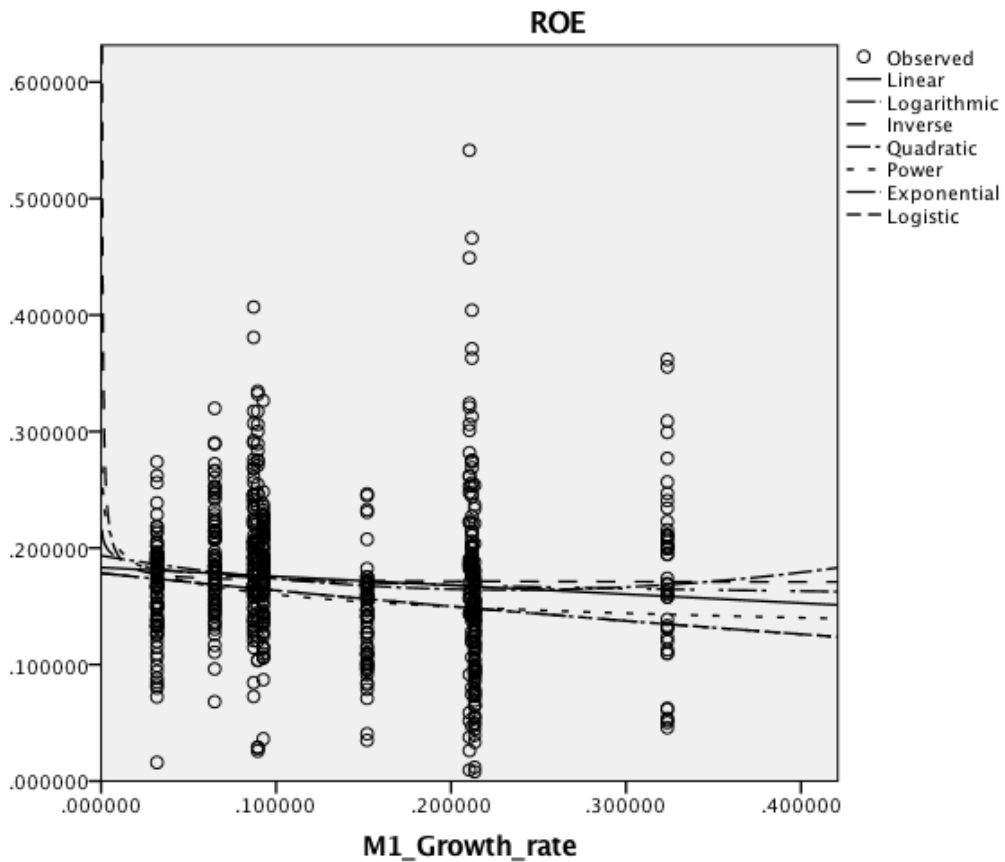 ROE
.600000
.500000
.400000
.300000
.200000
.100000
.000000
.000000 .100000 .200000 .300000 .400000
M1_Growth_rate
Observed
Linear
Logarithmic
Inverse
Quadratic
Power
Exponential
Logistic